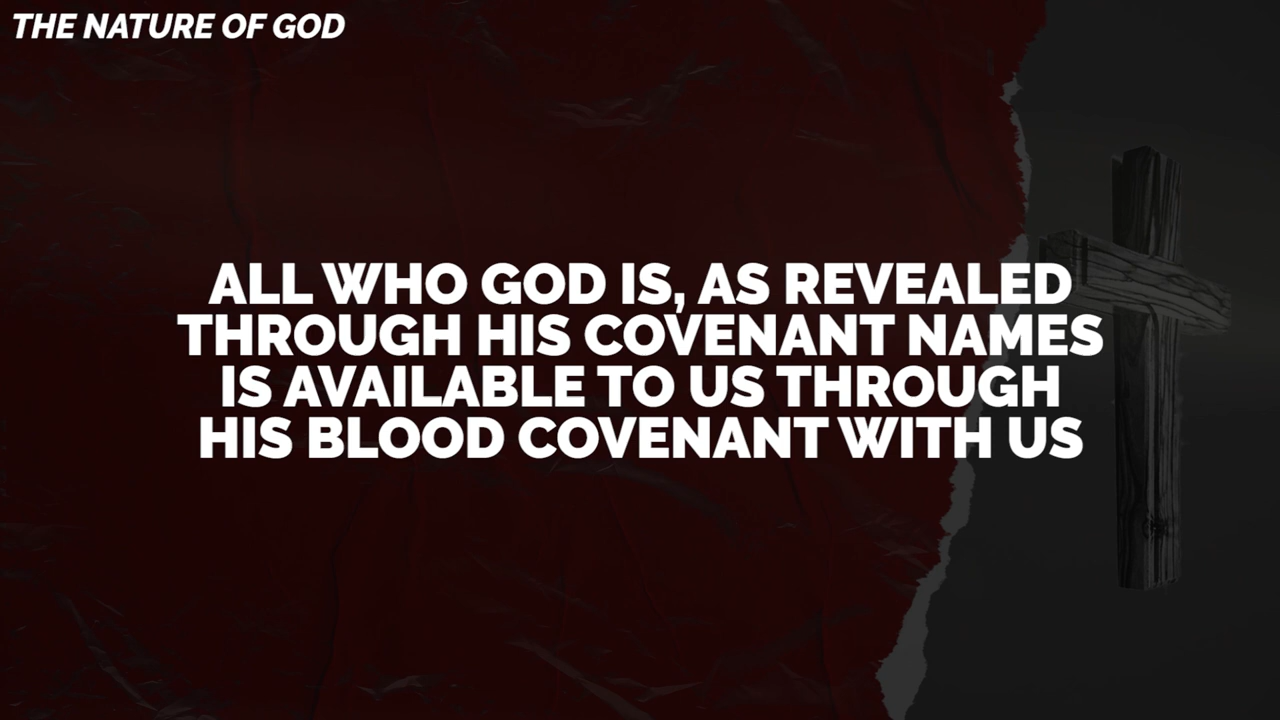 THE NATURE OF GOD
ALL WHO GOD IS, AS REVEALED
THROUGH HIS COVENANT NAMES
IS AVAILABLE TO US THROUGH
HIS BLOOD COVENANT WITH US